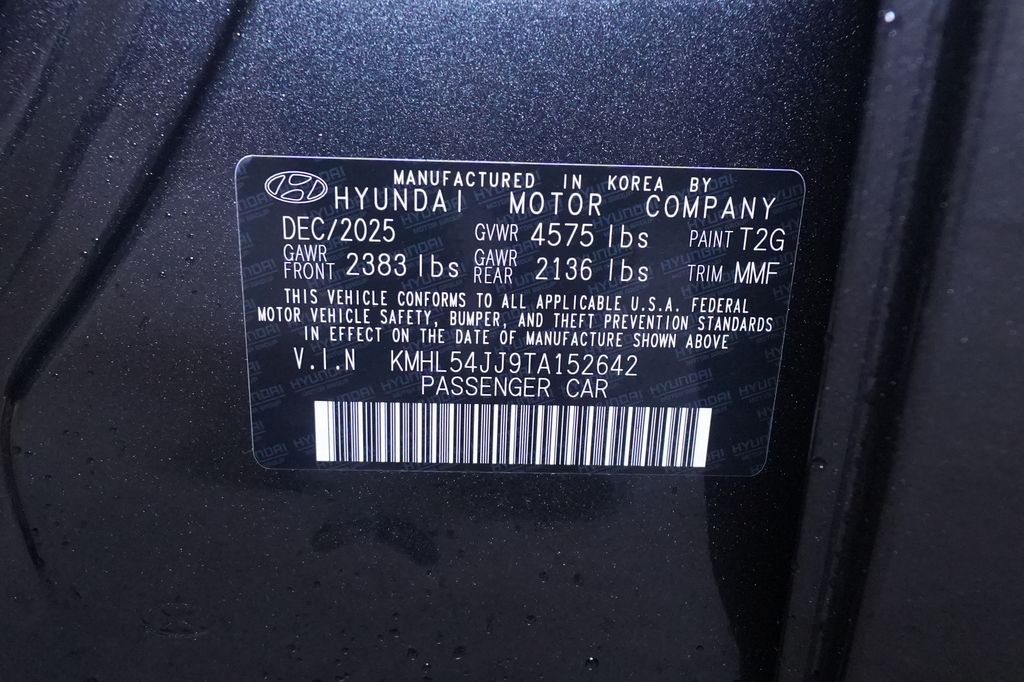 MANUFACTURED IN KOREA BY
HYUNDAI MOTOR COMPANY
DEC/2025 GVWR 4575 lbs PAINT T2G
GAWR FRONT 2383 lbs GAWR REAR 2136 lbs TRIM MMF
THIS VEHICLE CONFORMS TO ALL APPLICABLE U.S.A. FEDERAL
MOTOR VEHICLE SAFETY, BUMPER, AND THEFT PREVENTION STANDARDS
IN EFFECT ON THE DATE OF MANUFACTURE SHOWN ABOVE
V.I.N KMHL54JJ9TA152642
PASSENGER CAR